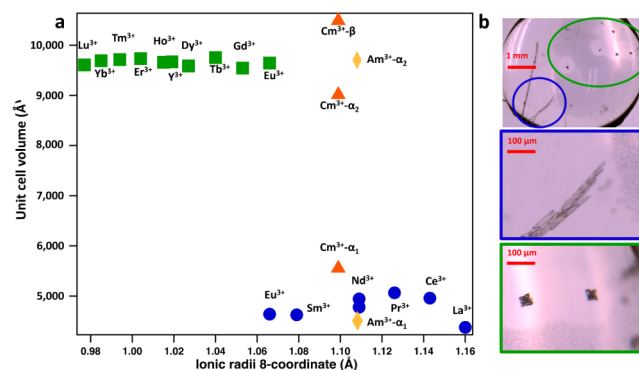 a
b
Unit cell volume (Å³
10,000
9,000
8,000
7,000
6,000
5,000
Lu³⁺
Yb³⁺
Tm³⁺
Er³⁺
Ho³⁺
Y³⁺
Dy³⁺
Tb³⁺
Gd³⁺
Eu³⁺
Cm³⁺-β
Am³⁺-α₂
Cm³⁺-α₂
Cm³⁺-α₁
Eu³⁺
Sm³⁺
Nd³⁺
Pr³⁺
Am³⁺-α₁
Ce³⁺
La³⁺
0.98 1.00 1.02 1.04 1.06 1.08 1.10 1.12 1.14 1.16
Ionic radii 8-coordinate (Å)
1 mm
100 µm
100 µm